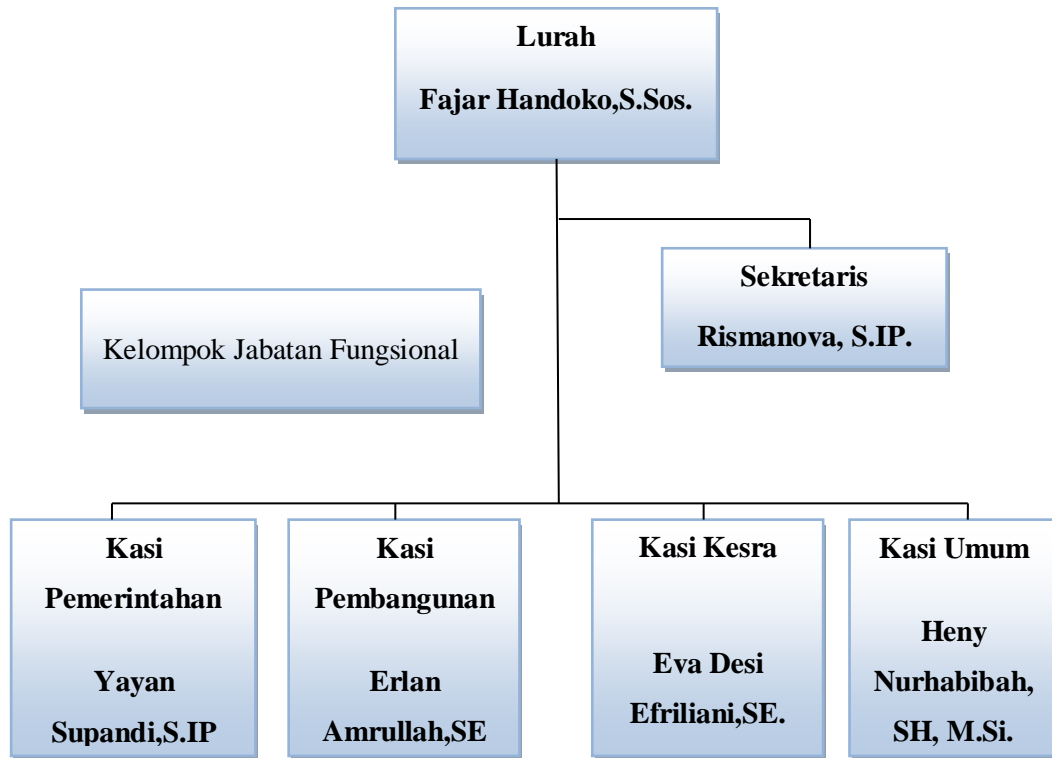 Lurah
Fajar Handoko,S.Sos.
Sekretaris
Rismanova, S.IP.
Kelompok Jabatan Fungsional
Kasi
Pemerintahan
Yayan
Supandi,S.IP
Kasi
Pembangunan
Erlan
Amrullah,SE
Kasi Kesra
Eva Desi
Efriliani,SE.
Kasi Umum
Heny
Nurhabibah,
SH, M.Si.